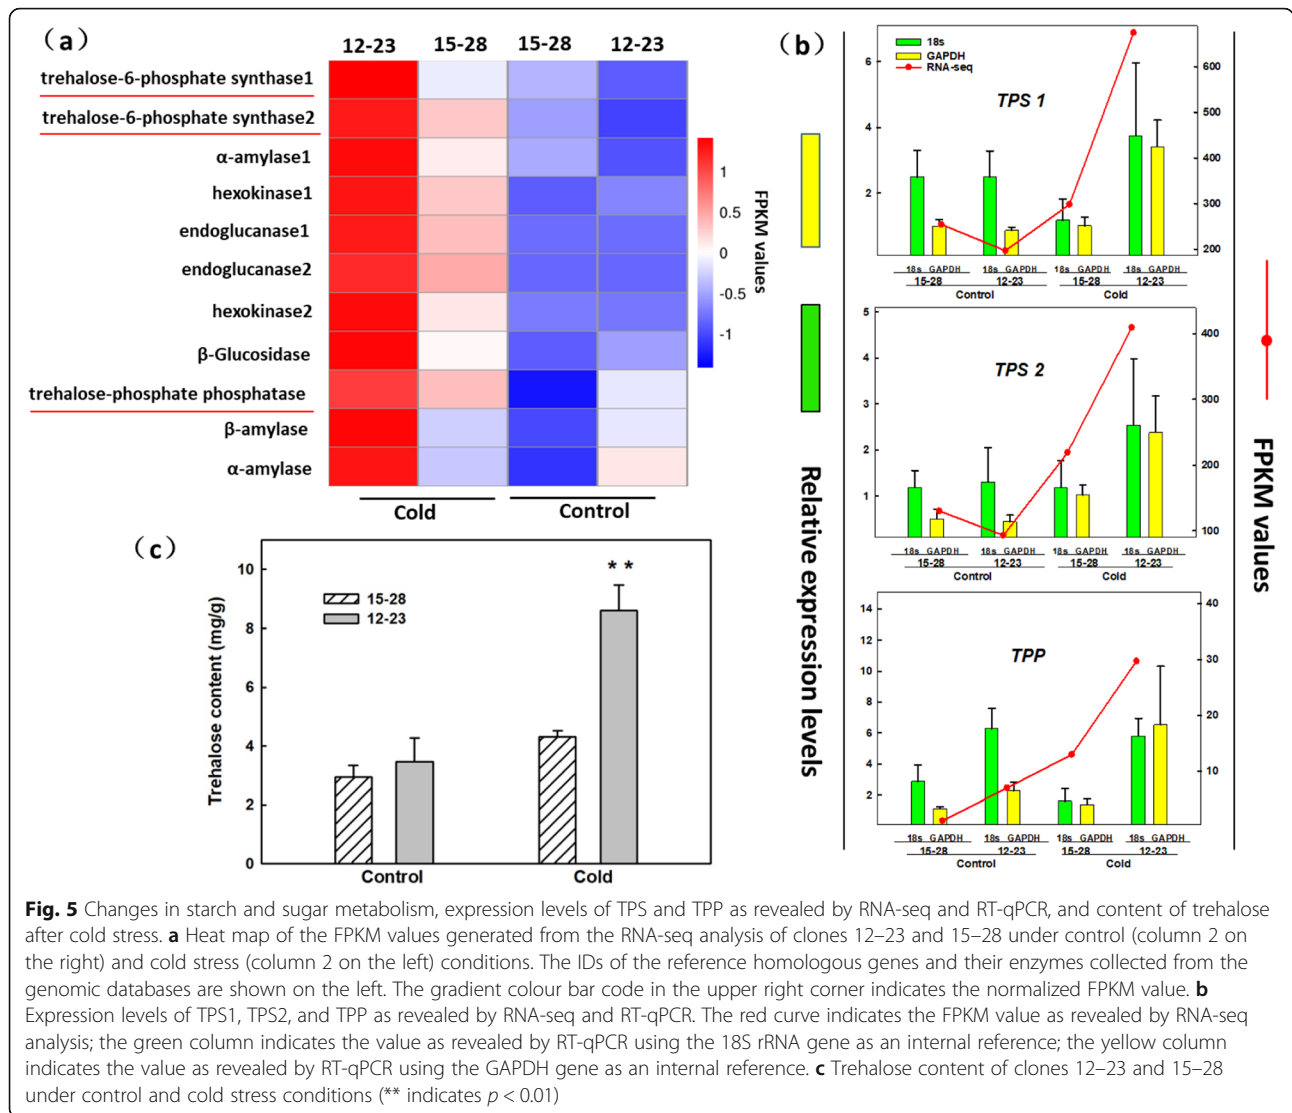 (a)
12-23 15-28 15-28 12-23
trehalose-6-phosphate synthase1
trehalose-6-phosphate synthase2
α-amylase1
hexokinase1
endoglucanase1
endoglucanase2
hexokinase2
β-Glucosidase
trehalose-phosphate phosphatase
β-amylase
α-amylase
Cold Control
1
0.5
0
-0.5
-1
FPKM values
(b)
Relative expression levels
18s
GAPDH
RNA-seq
TPS 1
6
4
2
600
500
400
300
200
18s GAPDH 18s GAPDH 18s GAPDH 18s GAPDH
15-28 12-23 15-28 12-23
Control Cold
TPS 2
5
4
3
2
1
400
300
200
100
18s GAPDH 18s GAPDH 18s GAPDH 18s GAPDH
15-28 12-23 15-28 12-23
Control Cold
TPP
14
12
10
8
6
4
2
40
30
20
10
18s GAPDH 18s GAPDH 18s GAPDH 18s GAPDH
15-28 12-23 15-28 12-23
Control Cold
FPKM values
(c)
Trehalose content (mg/g)
10
8
6
4
2
0
15-28
12-23
**
Control Cold
Fig. 5 Changes in starch and sugar metabolism, expression levels of TPS and TPP as revealed by RNA-seq and RT-qPCR, and content of trehalose
after cold stress. a Heat map of the FPKM values generated from the RNA-seq analysis of clones 12–23 and 15–28 under control (column 2 on
the right) and cold stress (column 2 on the left) conditions. The IDs of the reference homologous genes and their enzymes collected from the
genomic databases are shown on the left. The gradient colour bar code in the upper right corner indicates the normalized FPKM value. b
Expression levels of TPS1, TPS2, and TPP as revealed by RNA-seq and RT-qPCR. The red curve indicates the FPKM value as revealed by RNA-seq
analysis; the green column indicates the value as revealed by RT-qPCR using the 18S rRNA gene as an internal reference; the yellow column
indicates the value as revealed by RT-qPCR using the GAPDH gene as an internal reference. c Trehalose content of clones 12–23 and 15–28
under control and cold stress conditions (** indicates p < 0.01)